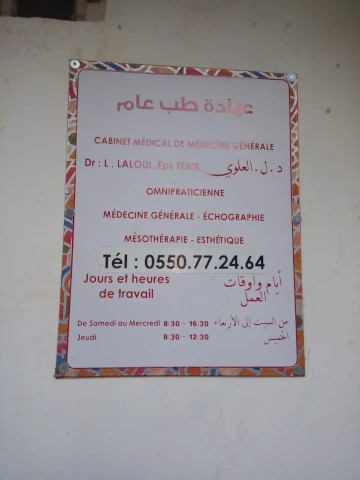 عيادة طب عام
CABINET MÉDICAL DE MÉDECINE GÉNÉRALE
Dr : L . LALOUI .Eps TEBIB د. ل. العلوي
OMNIPRATICIENNE
MÉDECINE GÉNÉRALE - ÉCHOGRAPHIE
MÉSOTHÉRAPIE - ESTHÉTIQUE
Tél : 0550.77.24.64
Jours et heures de travail
أيام وأوقات العمل
De Samedi au Mercredi 8:30 - 16:30 من السبت إلى الأربعاء
Jeudi 8:30 - 12:30 الخميس